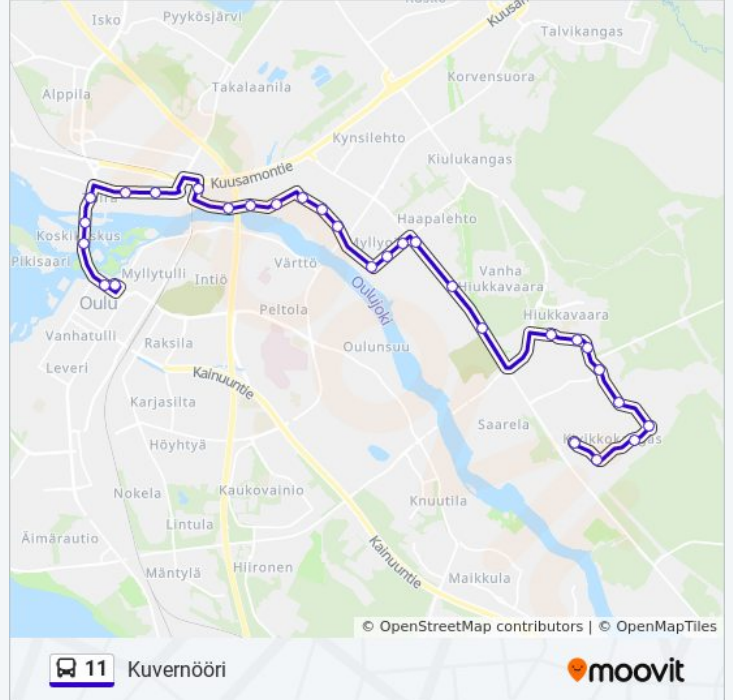 Kuusamontie
Isko
Pyykösjärvi
Talvikangas
Korvensuora
Takalaanila
Alppila
Kynsilehto
Kiulukangas
Kuusamontie
Haapalehto
Koskikeskus
Pikisaari
Myllytulli
Intiö
Värttö
Vanha
Hiukkavaara
Oulujoki
Oulu
Peltola
Hiukkavaara
Vanhatulli
Raksila
Oulunsuu
Leveri
Kainuuntie
Karjasilta
Saarela
Kivikkokangas
Höyhtyä
Nokela
Kaukovainio
Knuutila
Lintula
Äimärautio
Kainuuntie
Mäntylä
Hiironen
Maikkula
© OpenStreetMap contributors | © OpenMapTiles
11 Kuvernööri
moovit